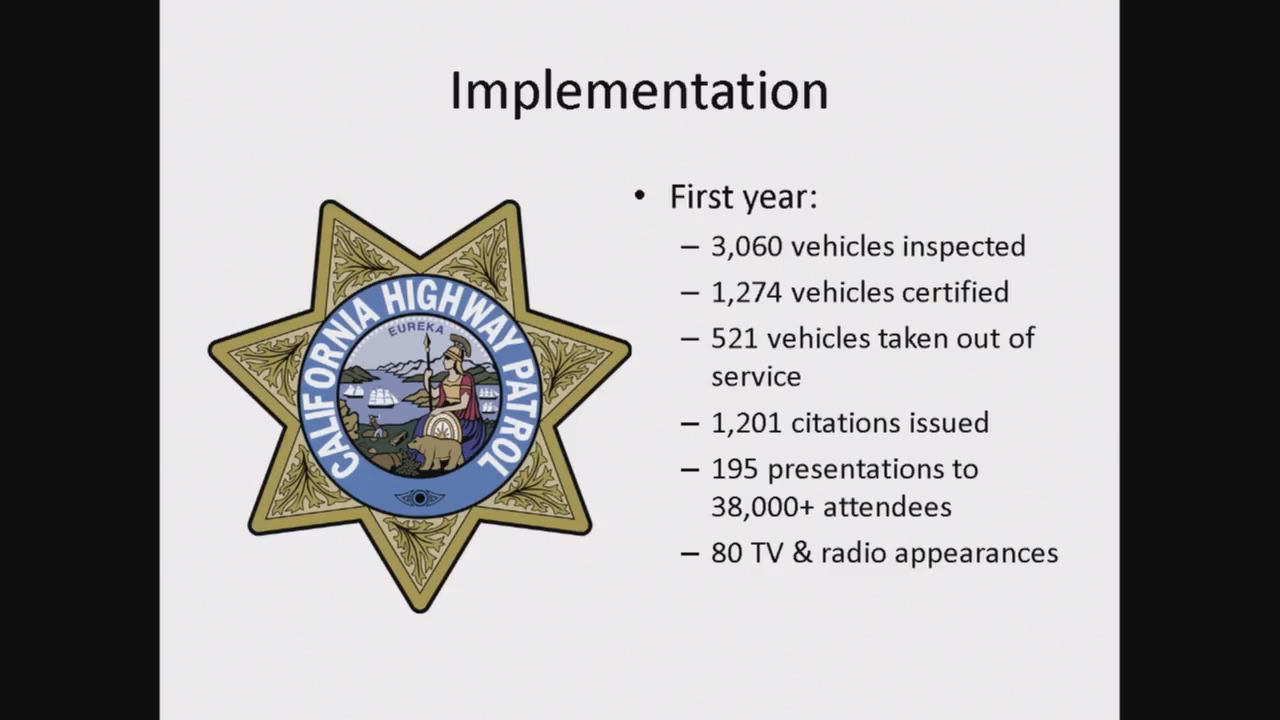 Implementation
CALIFORNIA HIGHWAY PATROL
EUREKA
• First year:
– 3,060 vehicles inspected
– 1,274 vehicles certified
– 521 vehicles taken out of
service
– 1,201 citations issued
– 195 presentations to
38,000+ attendees
– 80 TV & radio appearances